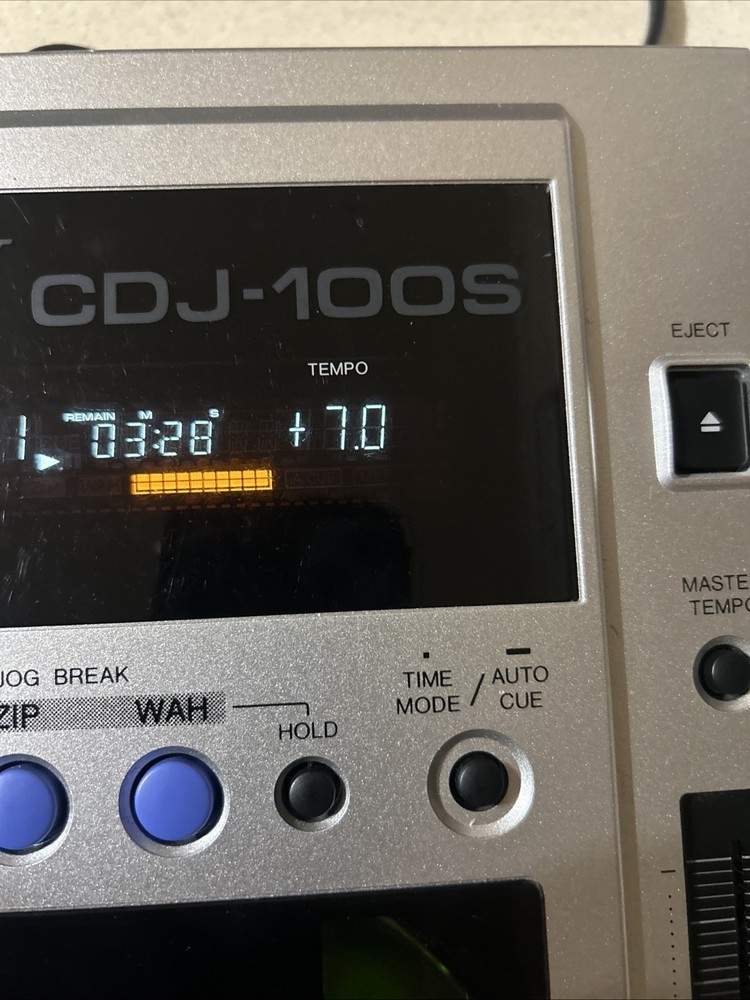 CDJ-100S
EJECT
TEMPO
REMAIN M S
1 03:28 +7.0
MASTE
TEMPO
JOG BREAK
TIME MODE / AUTO CUE
ZIP WAH
HOLD